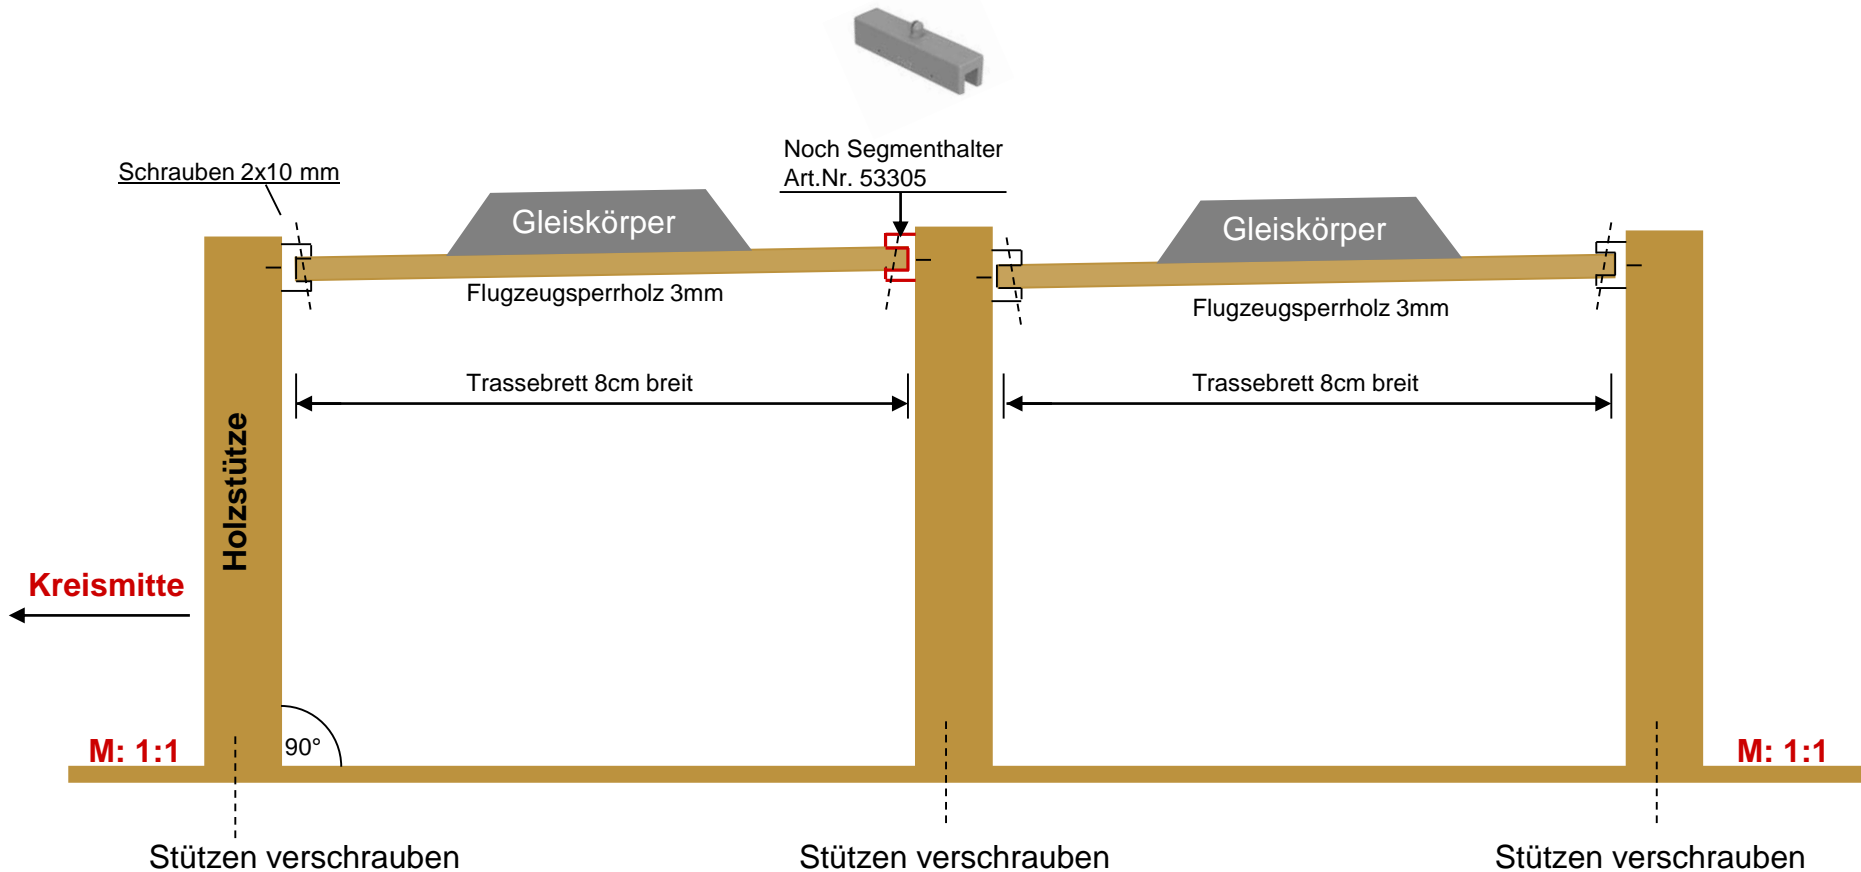 Noch Segmenthalter
Art.Nr. 53305
Schrauben 2x10 mm
Gleiskörper
Gleiskörper
Flugzeugsperrholz 3mm
Flugzeugsperrholz 3mm
Trassebrett 8cm breit
Trassebrett 8cm breit
Holzstütze
Kreismitte
90°
M: 1:1
M: 1:1
Stützen verschrauben
Stützen verschrauben
Stützen verschrauben